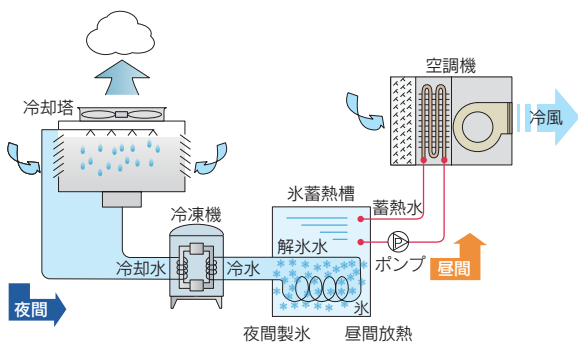 空調機
冷却塔
冷風
氷蓄熱槽
蓄熱水
冷凍機
解氷水
ポンプ
冷却水
冷水
昼間
夜間
氷
夜間製氷
昼間放熱